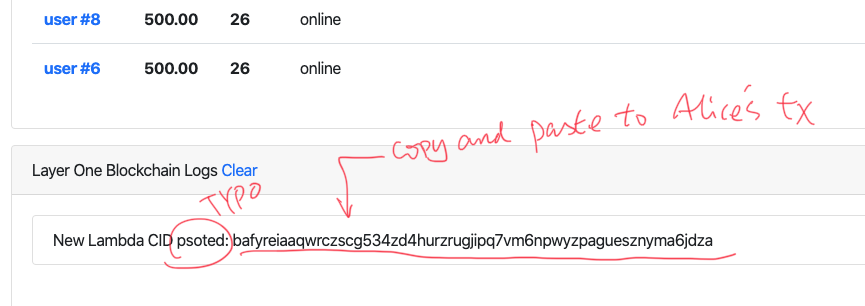 user #8 500.00 26 online
user #6 500.00 26 online
copy and paste to Alice's tx
Layer One Blockchain Logs Clear
TYPO
New Lambda CID psoted: bafyreiaaqwrczscg534zd4hurzrugjipq7vm6npwyzpaguesznyma6jdza